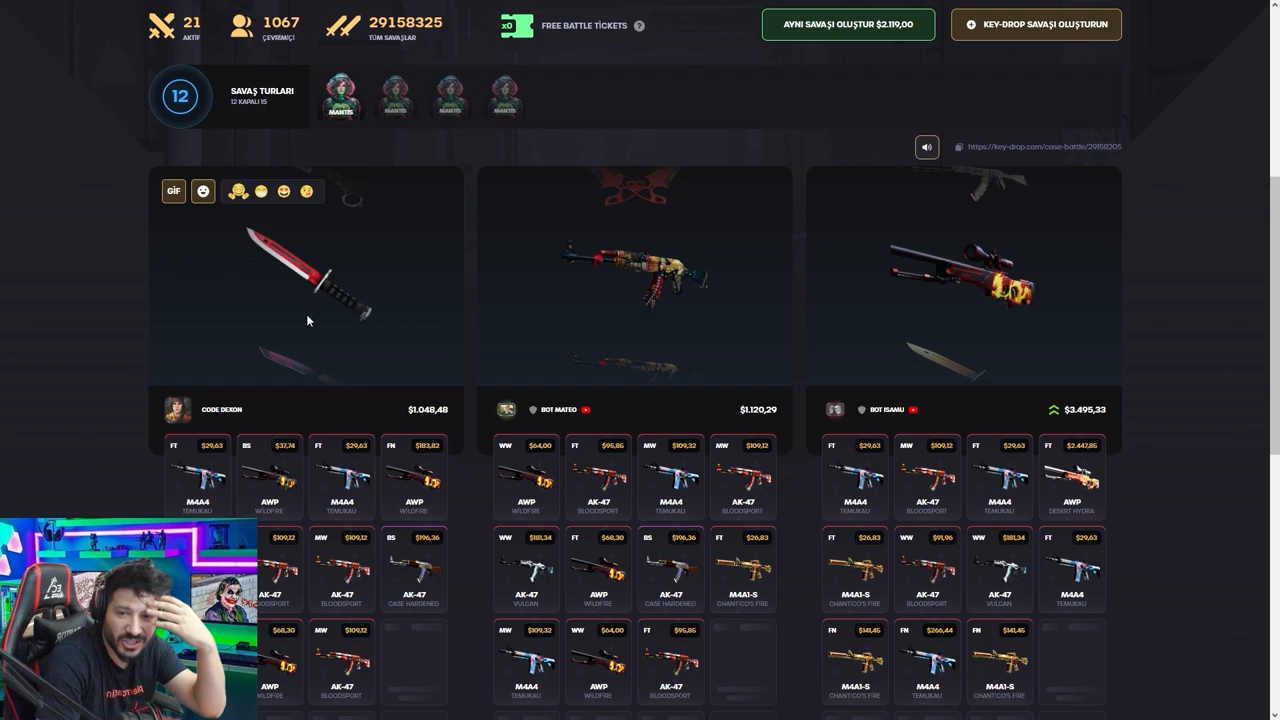 21
AKTİF
1067
ÇEVRİMİÇİ
29158325
TÜM SAVAŞLAR
x0
FREE BATTLE TİCKETS ?
AYNI SAVAŞI OLUŞTUR $2.119,00
KEY-DROP SAVAŞI OLUŞTURUN
12
SAVAŞ TURLARI
12 KAPALI 15
MANTIS
MANTIS
MANTIS
MANTIS
https://key-drop.com/case-battle/29158205
GİF
CODE DEXON
$1.048,48
FT $29,63
M4A4
TEMUKAU
BS $37,74
AWP
WILDFIRE
FT $29,63
M4A4
TEMUKAU
FN $183,82
AWP
WILDFIRE
$109,12
AK-47
BLOODSPORT
MW $109,12
AK-47
BLOODSPORT
BS $196,36
AK-47
CASE HARDENED
$68,30
AWP
WILDFIRE
MW $109,12
AK-47
BLOODSPORT
BOT MATEO
$1.120,29
WW $64,00
AWP
WILDFIRE
FT $95,85
AK-47
BLOODSPORT
MW $109,32
M4A4
TEMUKAU
MW $109,12
AK-47
BLOODSPORT
WW $181,34
AK-47
VULCAN
FT $68,30
AWP
WILDFIRE
BS $196,36
AK-47
CASE HARDENED
FT $26,83
M4A1-S
CHANTICO'S FIRE
MW $109,32
M4A4
TEMUKAU
WW $64,00
AWP
WILDFIRE
FT $95,85
AK-47
BLOODSPORT
BOT ISAMU
$3.495,33
FT $29,63
M4A4
TEMUKAU
MW $109,12
AK-47
BLOODSPORT
FT $29,63
M4A4
TEMUKAU
FT $2.447,85
AWP
DESERT HYDRA
FT $26,83
M4A1-S
CHANTICO'S FIRE
WW $91,96
AK-47
BLOODSPORT
WW $181,34
AK-47
VULCAN
FT $29,63
M4A4
TEMUKAU
FN $141,45
M4A1-S
CHANTICO'S FIRE
FN $266,44
M4A4
TEMUKAU
FN $141,45
M4A1-S
CHANTICO'S FIRE